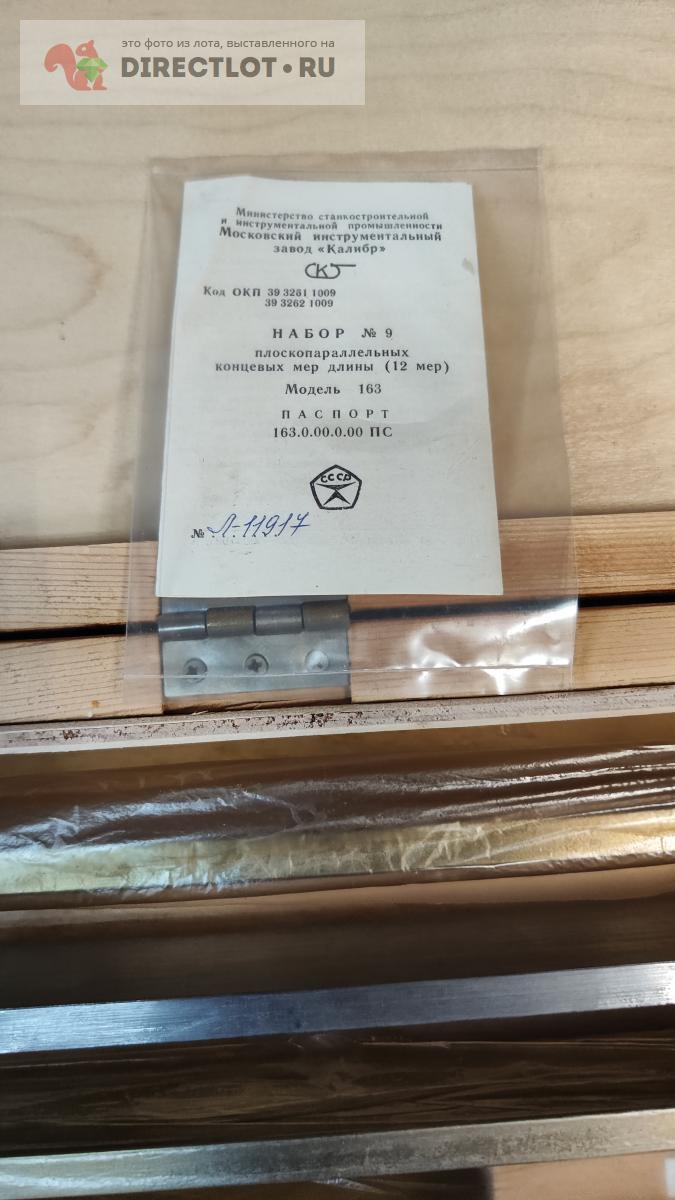 это фото из лота, выставленного на
DIRECTLOT.RU
Министерство станкостроительной
и инструментальной промышленности
Московский инструментальный
завод «Калибр»
Код ОКП 39 3261 1009
39 3262 1009
НАБОР № 9
плоскопараллельных
концевых мер длины (12 мер)
Модель 163
ПАСПОРТ
163.0.00.0.00 ПС
СССР
№ Л-11917